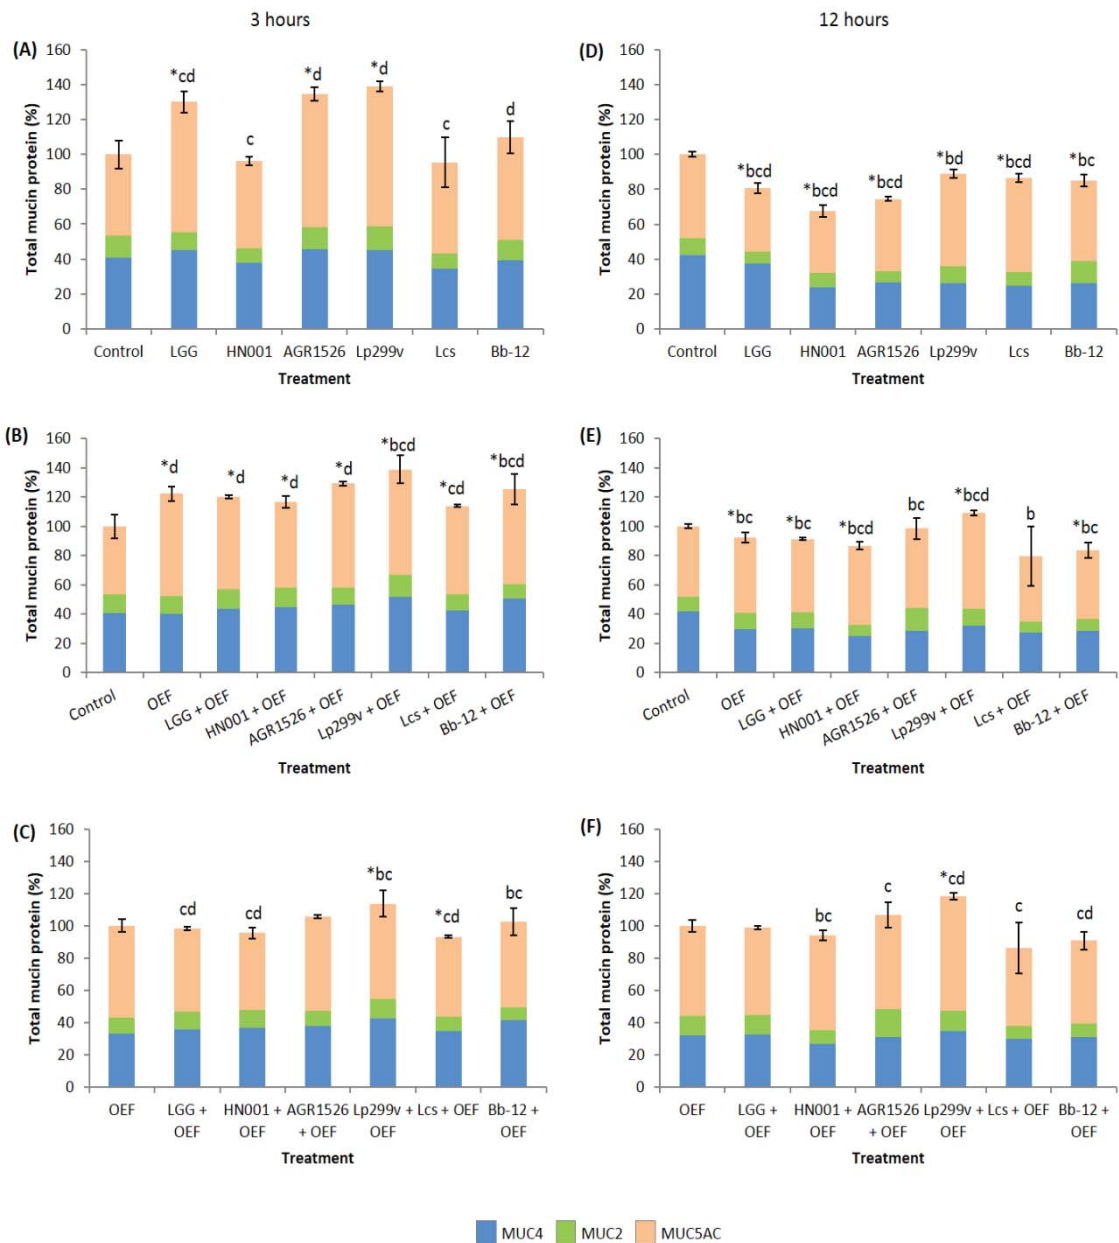 3 hours
12 hours
(A)
Total mucin protein (%)
160
140
120
100
80
60
40
20
0
*cd
c
*d
*d
c
d
Control LGG HN001 AGR1526 Lp299v Lcs Bb-12
Treatment
(D)
Total mucin protein (%)
160
140
120
100
80
60
40
20
0
*bcd
*bcd
*bcd
*bd
*bcd
*bc
Control LGG HN001 AGR1526 Lp299v Lcs Bb-12
Treatment
(B)
Total mucin protein (%)
160
140
120
100
80
60
40
20
0
*d
*d
*d
*d
*bcd
*cd
*bcd
Control OEF LGG + OEF HN001 + OEF AGR1526 + OEF Lp299v + OEF Lcs + OEF Bb-12 + OEF
Treatment
(E)
Total mucin protein (%)
160
140
120
100
80
60
40
20
0
*bc
*bc
*bcd
bc
*bcd
b
*bc
Control OEF LGG + OEF HN001 + OEF AGR1526 + OEF Lp299v + OEF Lcs + OEF Bb-12 + OEF
Treatment
(C)
Total mucin protein (%)
160
140
120
100
80
60
40
20
0
cd
cd
*bc
*cd
bc
OEF LGG + HN001 + AGR1526 Lp299v + Lcs + OEF Bb-12 +
OEF OEF + OEF OEF OEF
Treatment
(F)
Total mucin protein (%)
160
140
120
100
80
60
40
20
0
bc
c
*cd
c
cd
OEF LGG + HN001 + AGR1526 Lp299v + Lcs + OEF Bb-12 +
OEF OEF + OEF OEF OEF
Treatment
MUC4 MUC2 MUC5AC